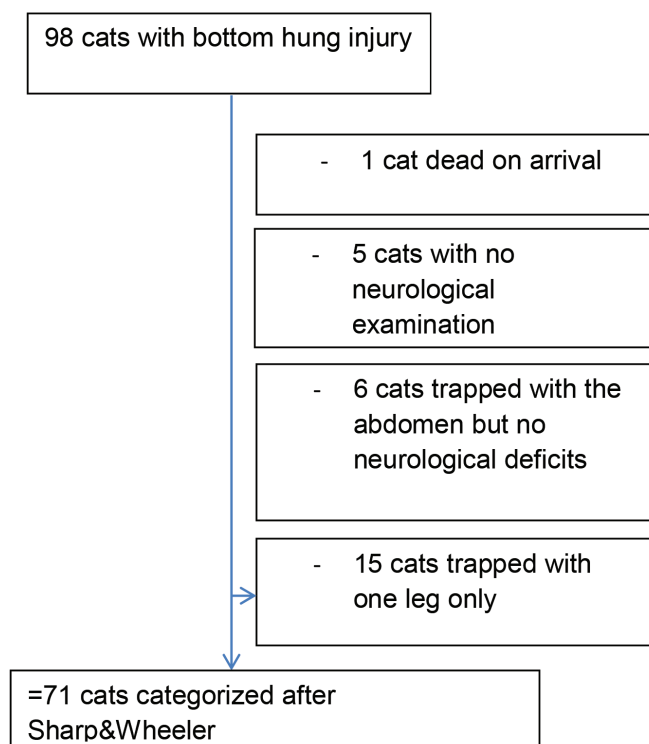 98 cats with bottom hung injury
- 1 cat dead on arrival
- 5 cats with no
neurological
examination
- 6 cats trapped with the
abdomen but no
neurological deficits
- 15 cats trapped with
one leg only
=71 cats categorized after
Sharp&Wheeler